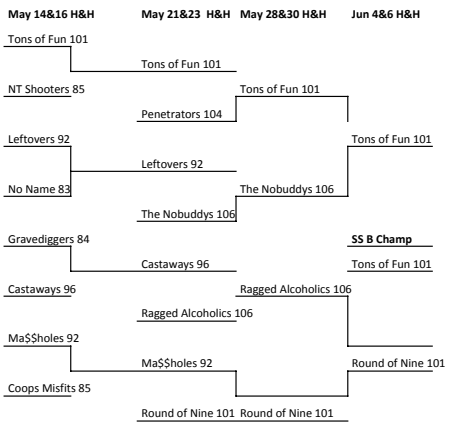 May 14&16 H&H May 21&23 H&H May 28&30 H&H Jun 4&6 H&H
Tons of Fun 101
Tons of Fun 101
NT Shooters 85 Tons of Fun 101
Penetrators 104
Leftovers 92 Tons of Fun 101
Leftovers 92
No Name 83 The Nobuddys 106
The Nobuddys 106
Gravediggers 84 SS B Champ
Castaways 96 Tons of Fun 101
Castaways 96 Ragged Alcoholics 106
Ragged Alcoholics 106
Ma$$holes 92
Ma$$holes 92 Round of Nine 101
Coops Misfits 85
Round of Nine 101 Round of Nine 101